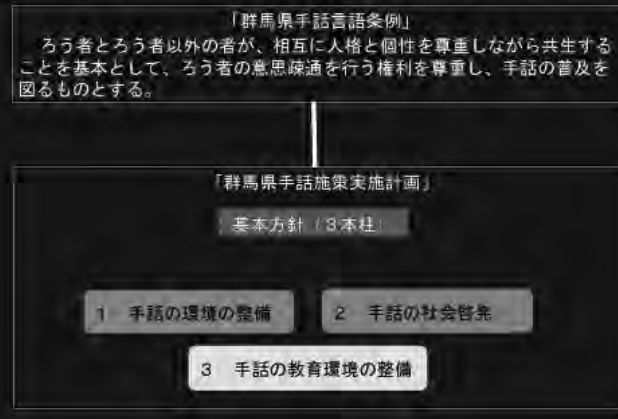 「群馬県手話言語条例」
ろう者とろう者以外の者が、相互に人格と個性を尊重しながら共生する
ことを基本として、ろう者の意思疎通を行う権利を尊重し、手話の普及を
図るものとする。
「群馬県手話施策実施計画」
基本方針（３本柱）
1 手話の環境の整備
2 手話の社会啓発
3 手話の教育環境の整備